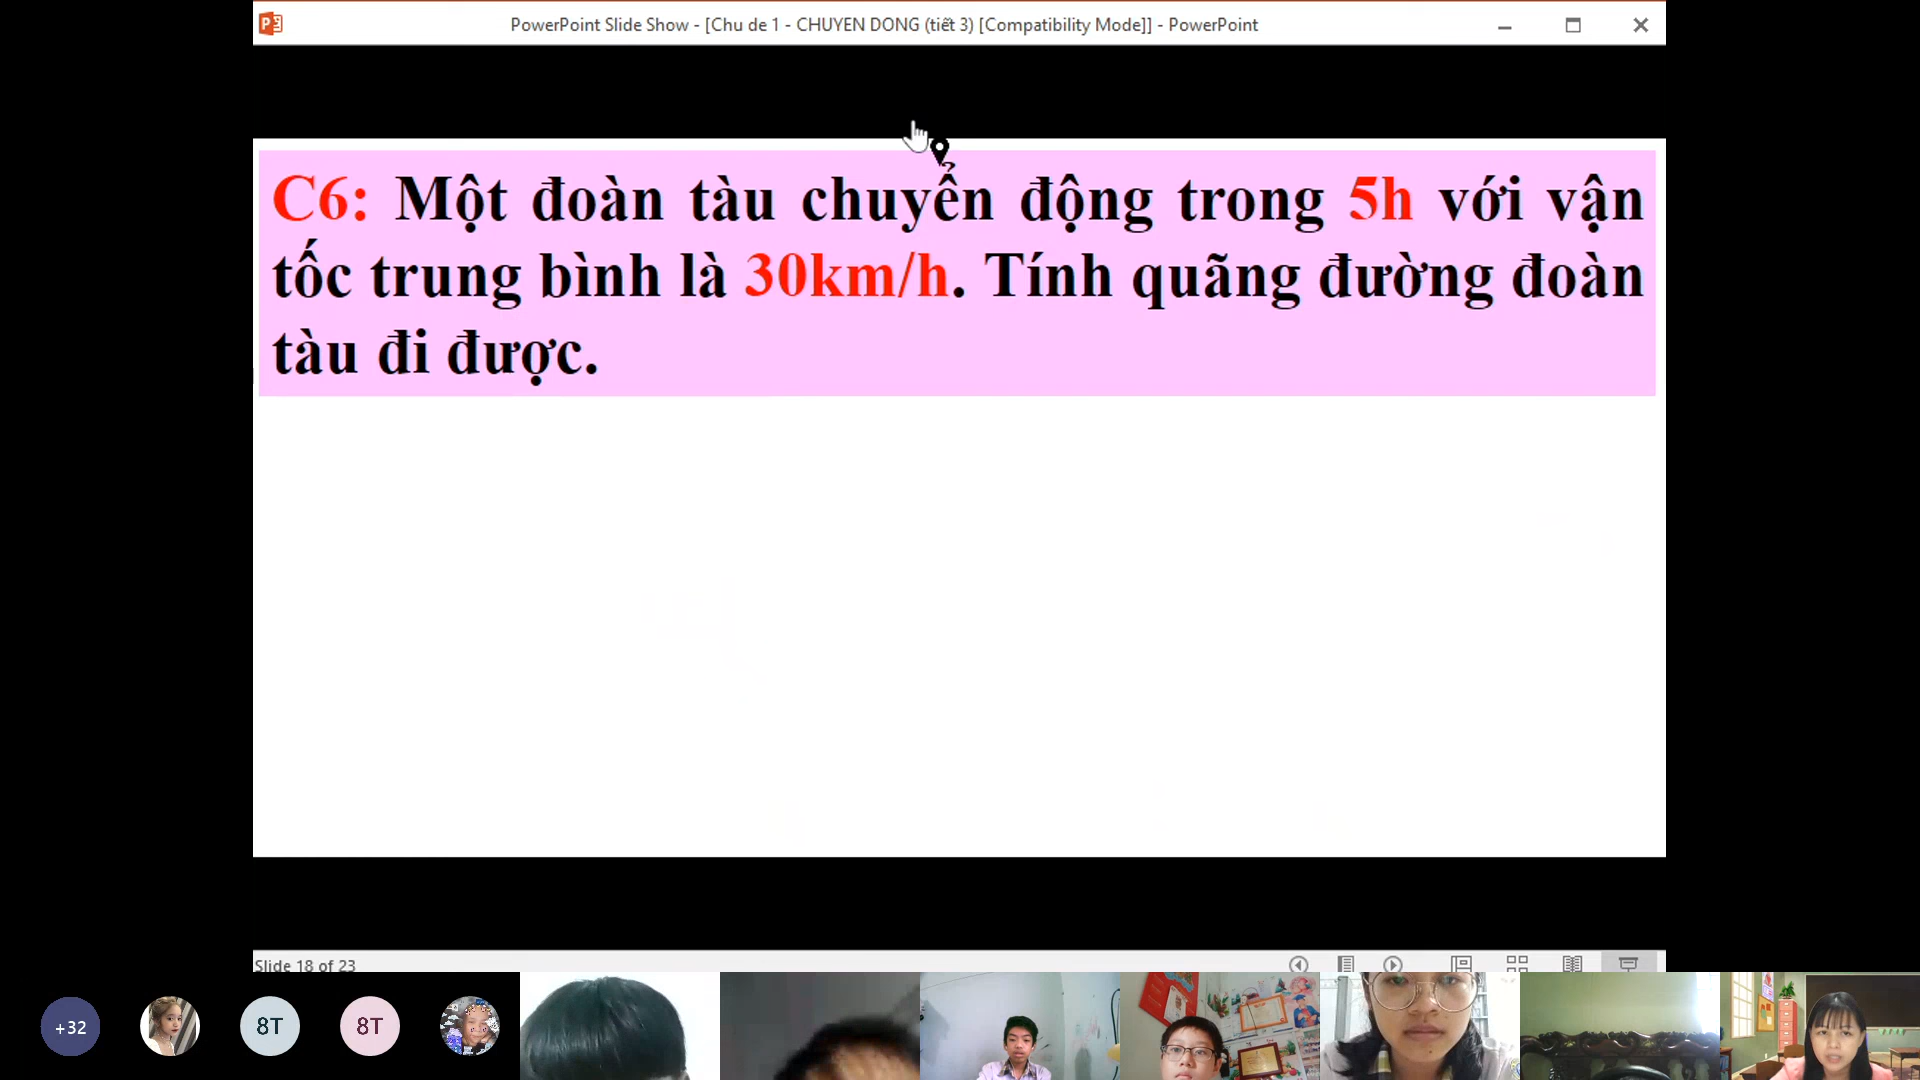 PowerPoint Slide Show - [Chu de 1 - CHUYEN DONG (tiết 3) [Compatibility Mode]] - PowerPoint
C6: Một đoàn tàu chuyển động trong 5h với vận
tốc trung bình là 30km/h. Tính quãng đường đoàn
tàu đi được.
Slide 18 of 23
+32
8T
8T